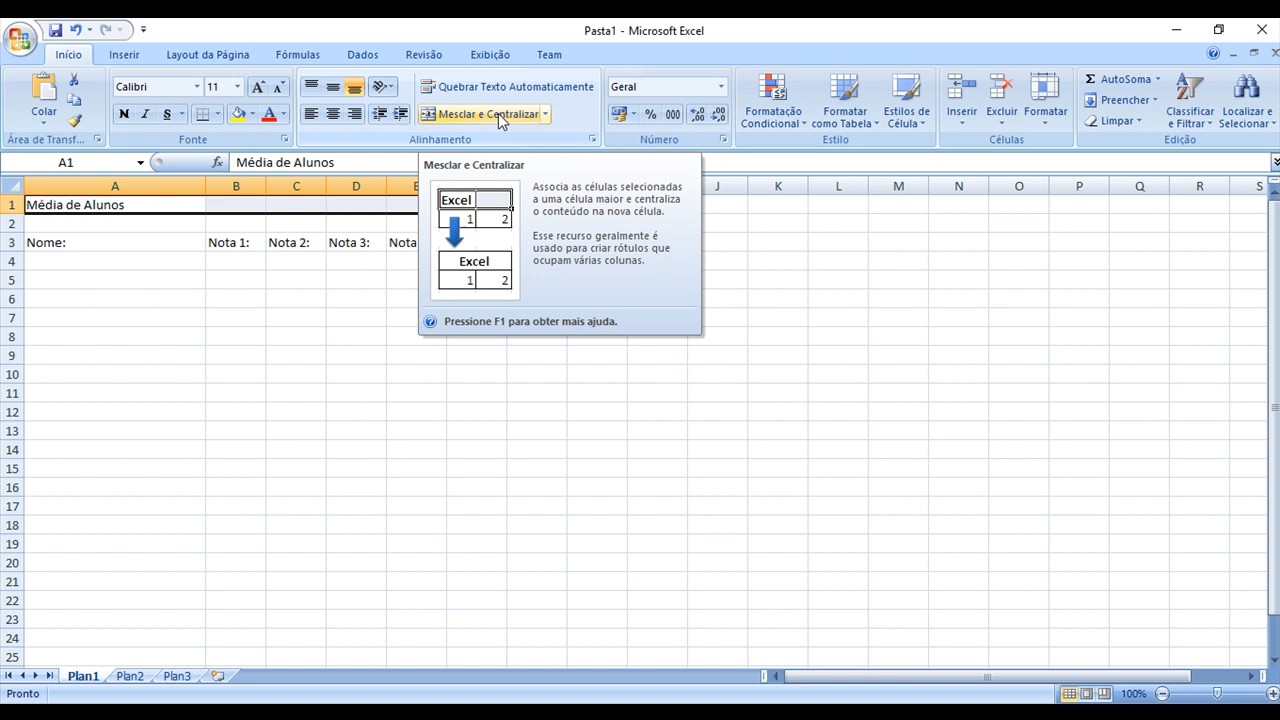 Pasta1 - Microsoft Excel
Início Inserir Layout da Página Fórmulas Dados Revisão Exibição Team
Colar
Calibri 11
N I S
Quebrar Texto Automaticamente
Mesclar e Centralizar
Geral
% 000
Formatação Condicional
Formatar como Tabela
Estilos de Célula
Inserir Excluir Formatar
AutoSoma
Preencher
Limpar
Classificar e Filtrar
Localizar e Selecionar
Área de Transf... Fonte Alinhamento Número Estilo Células Edição
A1 fx Média de Alunos
Mesclar e Centralizar
Excel
1 2
Excel
1 2
Associa as células selecionadas
a uma célula maior e centraliza
o conteúdo na nova célula.
Esse recurso geralmente é
usado para criar rótulos que
ocupam várias colunas.
Pressione F1 para obter mais ajuda.
A B C D E J K L M N O P Q R S
1 Média de Alunos
2
3 Nome: Nota 1: Nota 2: Nota 3: Nota
4
5
6
7
8
9
10
11
12
13
14
15
16
17
18
19
20
21
22
23
24
25
Plan1 Plan2 Plan3
Pronto 100%